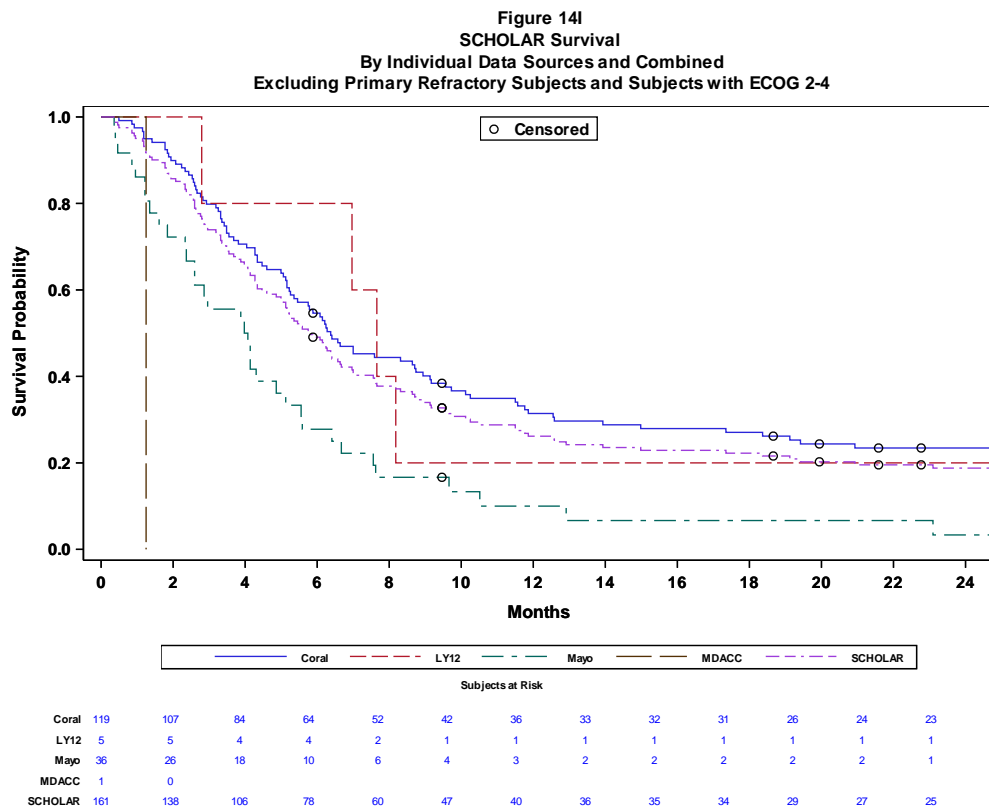 Figure 14I
SCHOLAR Survival
By Individual Data Sources and Combined
Excluding Primary Refractory Subjects and Subjects with ECOG 2-4
Censored
1.0
0.8
0.6
0.4
0.2
0.0
Survival Probability
0 2 4 6 8 10 12 14 16 18 20 22 24
Months
Coral LY12 Mayo MDACC SCHOLAR
Subjects at Risk
Coral 119 107 84 64 52 42 36 33 32 31 26 24 23
LY12 5 5 4 4 2 1 1 1 1 1 1 1 1
Mayo 36 26 18 10 6 4 3 2 2 2 2 2 1
MDACC 1 0
SCHOLAR 161 138 106 78 60 47 40 36 35 34 29 27 25